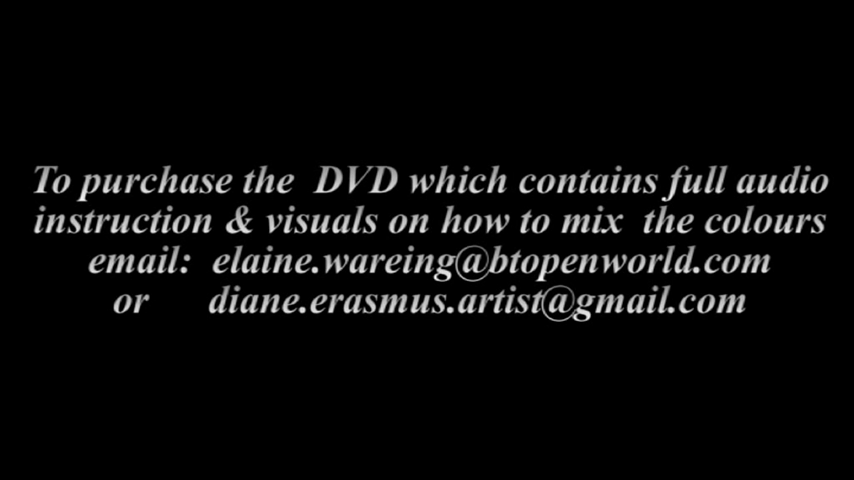 To purchase the DVD which contains full audio
instruction & visuals on how to mix the colours
email: elaine.wareing@btopenworld.com
or diane.erasmus.artist@gmail.com